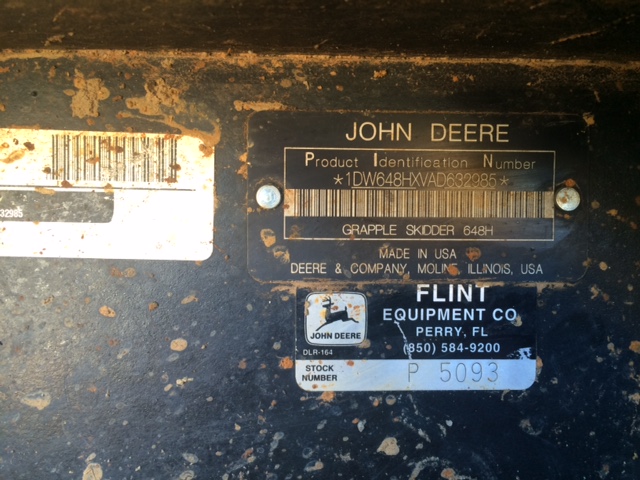 32985
JOHN DEERE
Product Identification Number
*1DW648HXVAD632985*
GRAPPLE SKIDDER 648H
MADE IN USA
DEERE & COMPANY, MOLINE, ILLINOIS, USA
JOHN DEERE
DLR-164
FLINT
EQUIPMENT CO
PERRY, FL
(850) 584-9200
STOCK
NUMBER
P 5093